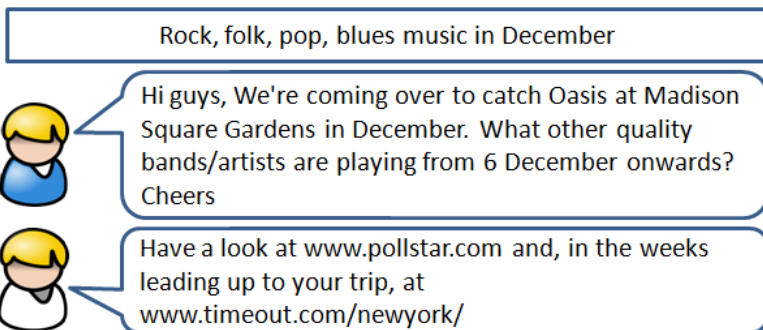 Rock, folk, pop, blues music in December
Hi guys, We're coming over to catch Oasis at Madison
Square Gardens in December. What other quality
bands/artists are playing from 6 December onwards?
Cheers
Have a look at www.pollstar.com and, in the weeks
leading up to your trip, at
www.timeout.com/newyork/